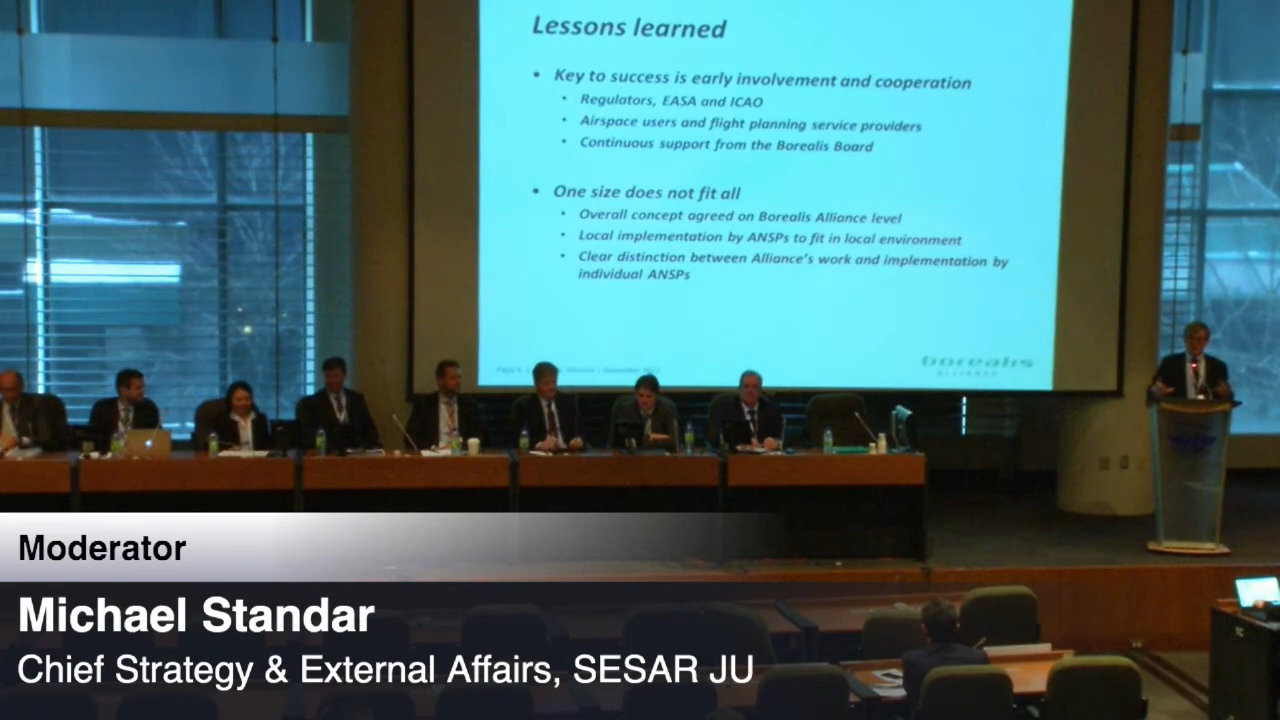 Lessons learned
• Key to success is early involvement and cooperation
• Regulators, EASA and ICAO
• Airspace users and flight planning service providers
• Continuous support from the Borealis Board
• One size does not fit all
• Overall concept agreed on Borealis Alliance level
• Local implementation by ANSPs to fit in local environment
• Clear distinction between Alliance's work and implementation by
individual ANSPs
borealis
ALLIANCE
Moderator
Michael Standar
Chief Strategy & External Affairs, SESAR JU